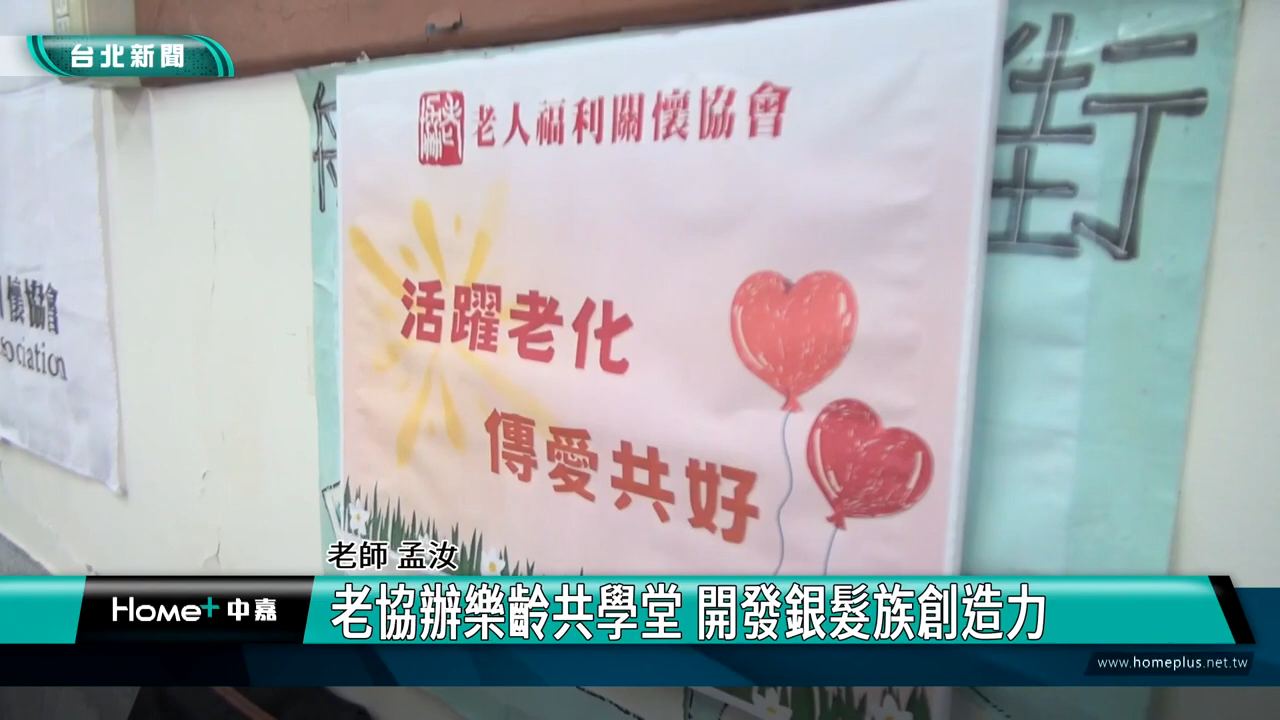 台北新聞
老人福利關懷協會
街
活躍老化
傳愛共好
懷協會
sociation
老師 孟汝
Home+中嘉
老協辦樂齡共學堂 開發銀髮族創造力
www.homeplus.net.tw